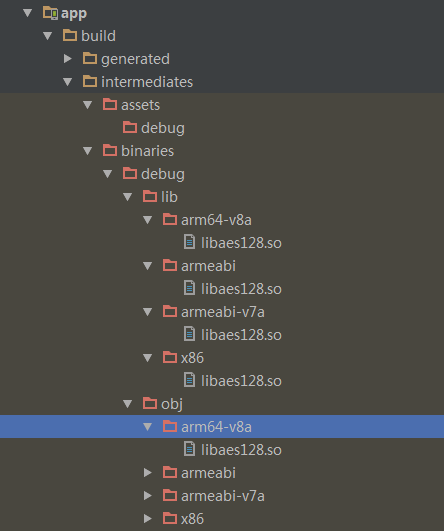 app
build
generated
intermediates
assets
debug
binaries
debug
lib
arm64-v8a
libaes128.so
armeabi
libaes128.so
armeabi-v7a
libaes128.so
x86
libaes128.so
obj
arm64-v8a
libaes128.so
armeabi
armeabi-v7a
x86